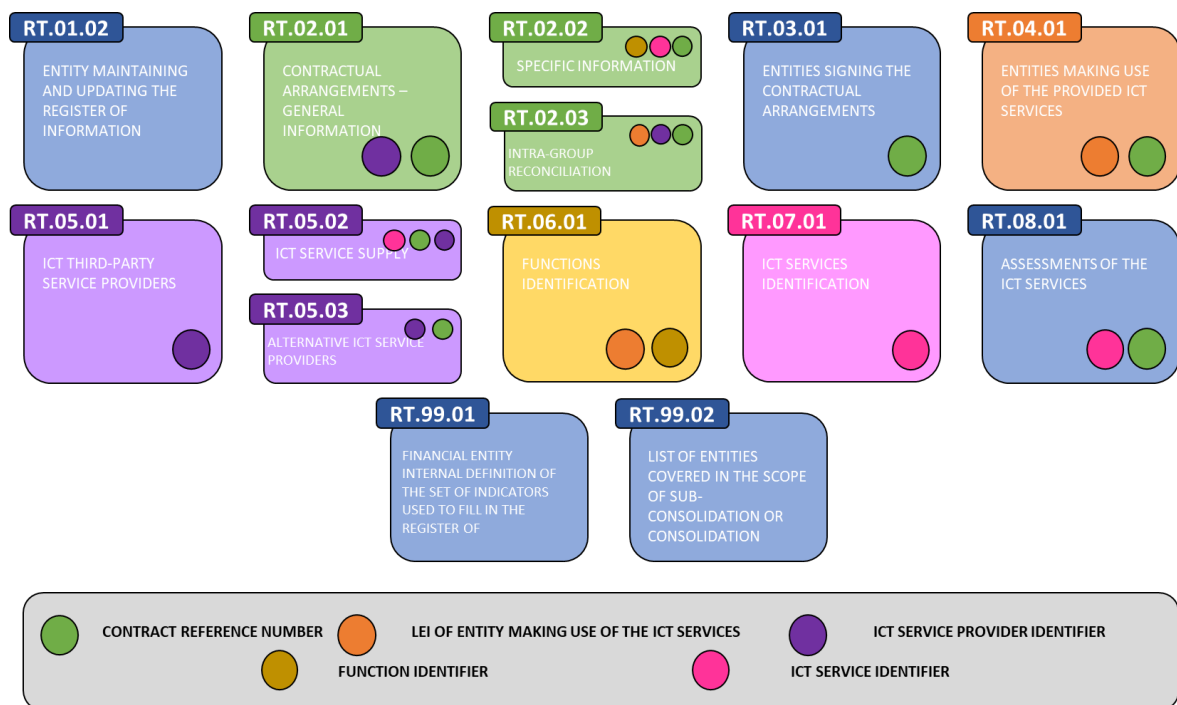 RT.01.02
ENTITY MAINTAINING
AND UPDATING THE
REGISTER OF
INFORMATION
RT.02.01
CONTRACTUAL
ARRANGEMENTS –
GENERAL
INFORMATION
RT.02.02
SPECIFIC INFORMATION
RT.02.03
INTRA-GROUP
RECONCILIATION
RT.03.01
ENTITIES SIGNING THE
CONTRACTUAL
ARRANGEMENTS
RT.04.01
ENTITIES MAKING USE
OF THE PROVIDED ICT
SERVICES
RT.05.01
ICT THIRD-PARTY
SERVICE PROVIDERS
RT.05.02
ICT SERVICE SUPPLY
RT.05.03
ALTERNATIVE ICT SERVICE
PROVIDERS
RT.06.01
FUNCTIONS
IDENTIFICATION
RT.07.01
ICT SERVICES
IDENTIFICATION
RT.08.01
ASSESSMENTS OF THE
ICT SERVICES
RT.99.01
FINANCIAL ENTITY
INTERNAL DEFINITION OF
THE SET OF INDICATORS
USED TO FILL IN THE
REGISTER OF
RT.99.02
LIST OF ENTITIES
COVERED IN THE SCOPE
OF SUB-
CONSOLIDATION OR
CONSOLIDATION
CONTRACT REFERENCE NUMBER
LEI OF ENTITY MAKING USE OF THE ICT SERVICES
ICT SERVICE PROVIDER IDENTIFIER
FUNCTION IDENTIFIER
ICT SERVICE IDENTIFIER